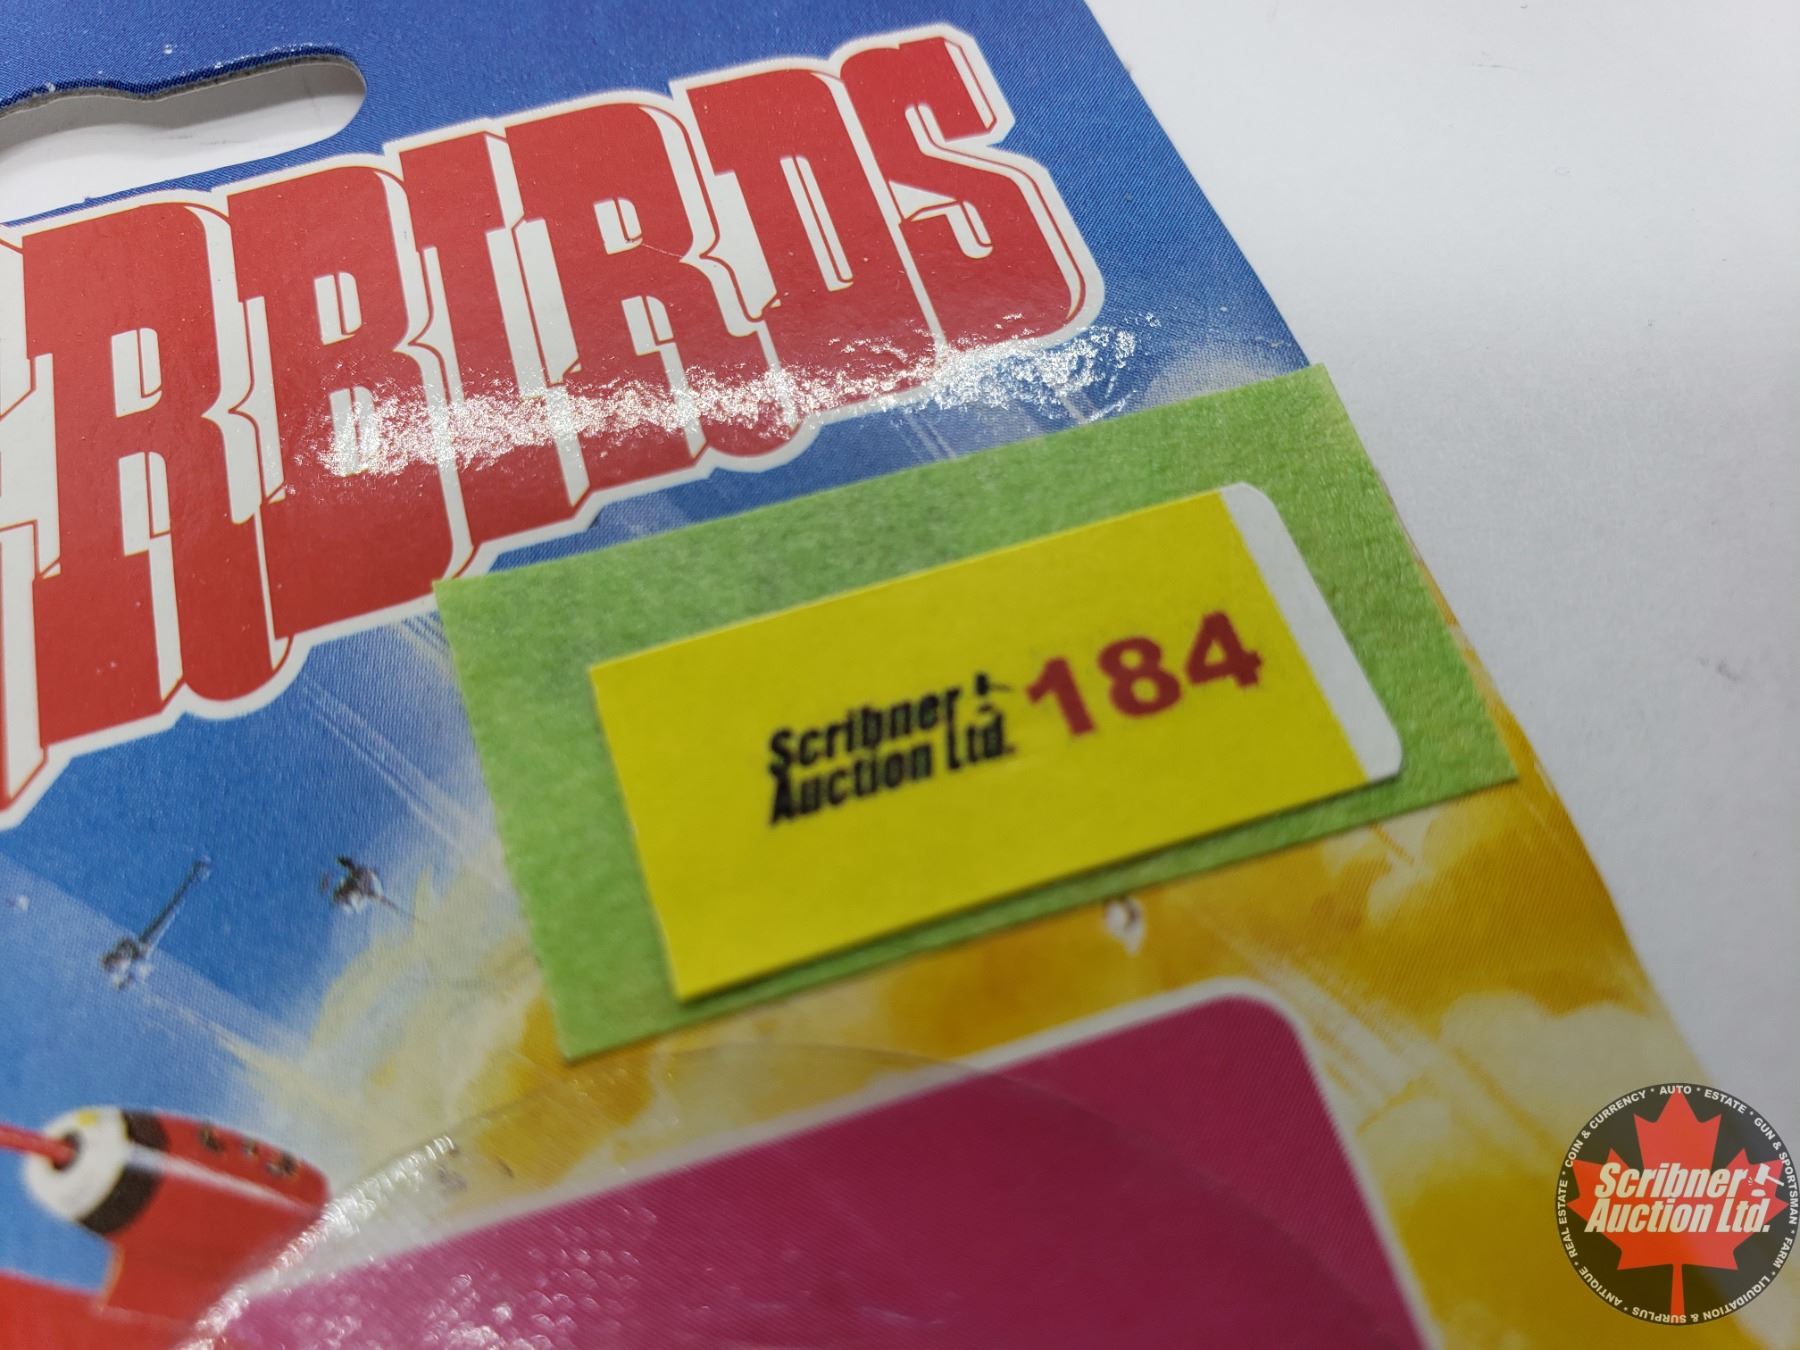 ARBIRDS
Scribner
Auction Ltd.
184
COIN & CURRENCY * AUTO * ESTATE * GUN & SPORTSMAN * FARM * LIQUIDATION & SURPLUS * ANTIQUE * REAL ESTATE *
Scribner
Auction Ltd.